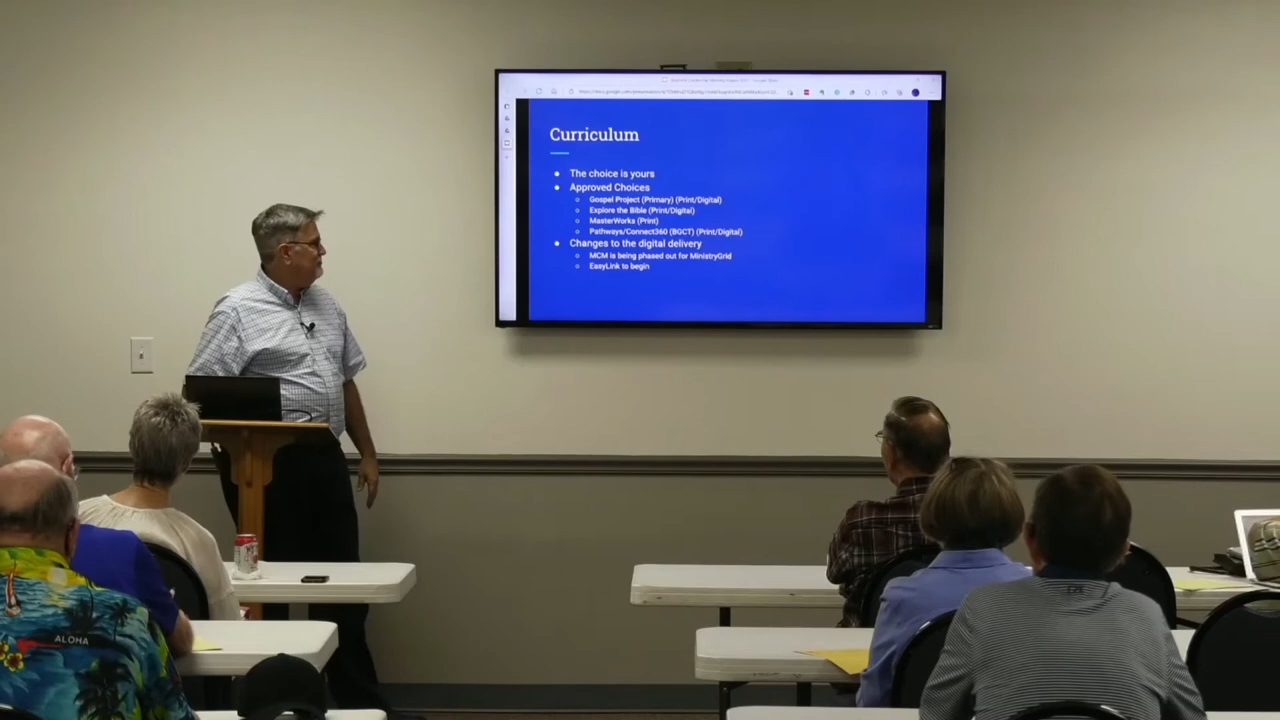 Curriculum
The choice is yours
Approved Choices
Gospel Project (Primary) (Print/Digital)
Explore the Bible (Print/Digital)
MasterWorks (Print)
Pathways/Connect360 (BGCT) (Print/Digital)
Changes to the digital delivery
MCM is being phased out for MinistryGrid
EasyLink to begin
ALOHA